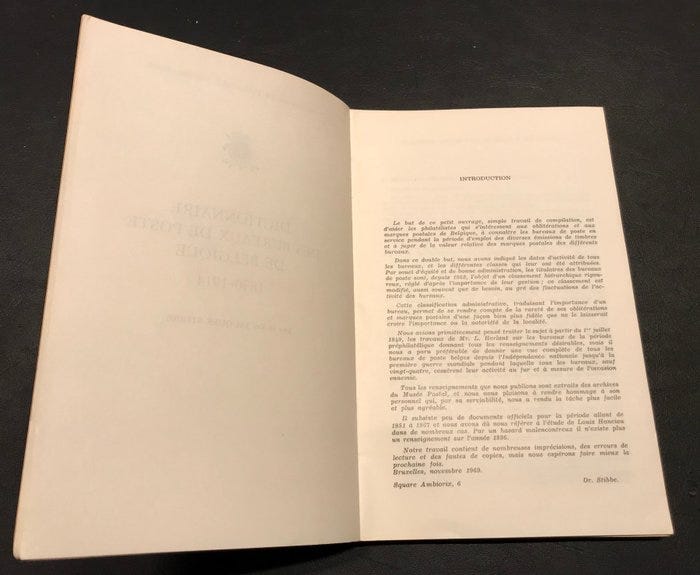 INTRODUCTION
Le but de ce petit ouvrage, simple travail de compilation, est
d'aider les philatélistes qui s'intéressent aux oblitérations et aux
marques postales de Belgique, à connaître les bureaux de poste en
service pendant la période d'emploi des diverses émissions de timbres
et à juger de la valeur relative des marques postales des différents
bureaux.
Dans ce double but, nous avons indiqué les dates d'activité de tous
les bureaux, et les différentes classes qui leur ont été attribuées.
Par souci d'équité et de bonne administration, les titulaires des bureaux
de poste sont, depuis l'objet d'un classement hiérarchique rigou-
reux, réglé d'après l'importance de leur gestion; ce classement est
modifié, aussi souvent que de besoin, au gré des fluctuations de l'ac-
tivité des bureaux.
Cette classification administrative, traduisant l'importance d'un
bureau, permet de se rendre compte de la rareté de ses oblitérations
et marques postales d'une façon bien plus fidèle que ne le laisserait
croire l'importance ou la notoriété de la localité.
Nous avions primitivement pensé traiter le sujet à partir du 1er juillet
1849, les travaux de Mr. L. Herlant sur les bureaux de la période
préphilatélique donnant tous les renseignements désirables, mais il
nous a paru préférable de donner une vue complète de tous les
bureaux de poste belges depuis l'Indépendance nationale jusqu'à la
première guerre mondiale pendant laquelle tous les bureaux, sauf
vingt-quatre, cessèrent leur activité au fur et à mesure de l'invasion
ennemie.
Tous les renseignements que nous publions sont extraits des archives
du Musée Postal, et nous nous plaisons à rendre hommage à son
personnel qui, par sa serviabilité, nous a rendu la tâche plus facile
et plus agréable.
Il subsiste peu de documents officiels pour la période allant de
1851 à 1867 et nous avons dû nous référer à l'étude de Louis Hanciau
dans de nombreux cas. Par un hasard malencontreux il n'existe plus
un renseignement sur l'année 1896.
Notre travail contient de nombreuses imprécisions, des erreurs de
lecture et des fautes de copies, mais nous espérons faire mieux la
prochaine fois.
Bruxelles, novembre 1969.
Square Ambiorix, 6 Dr. Stibbe.